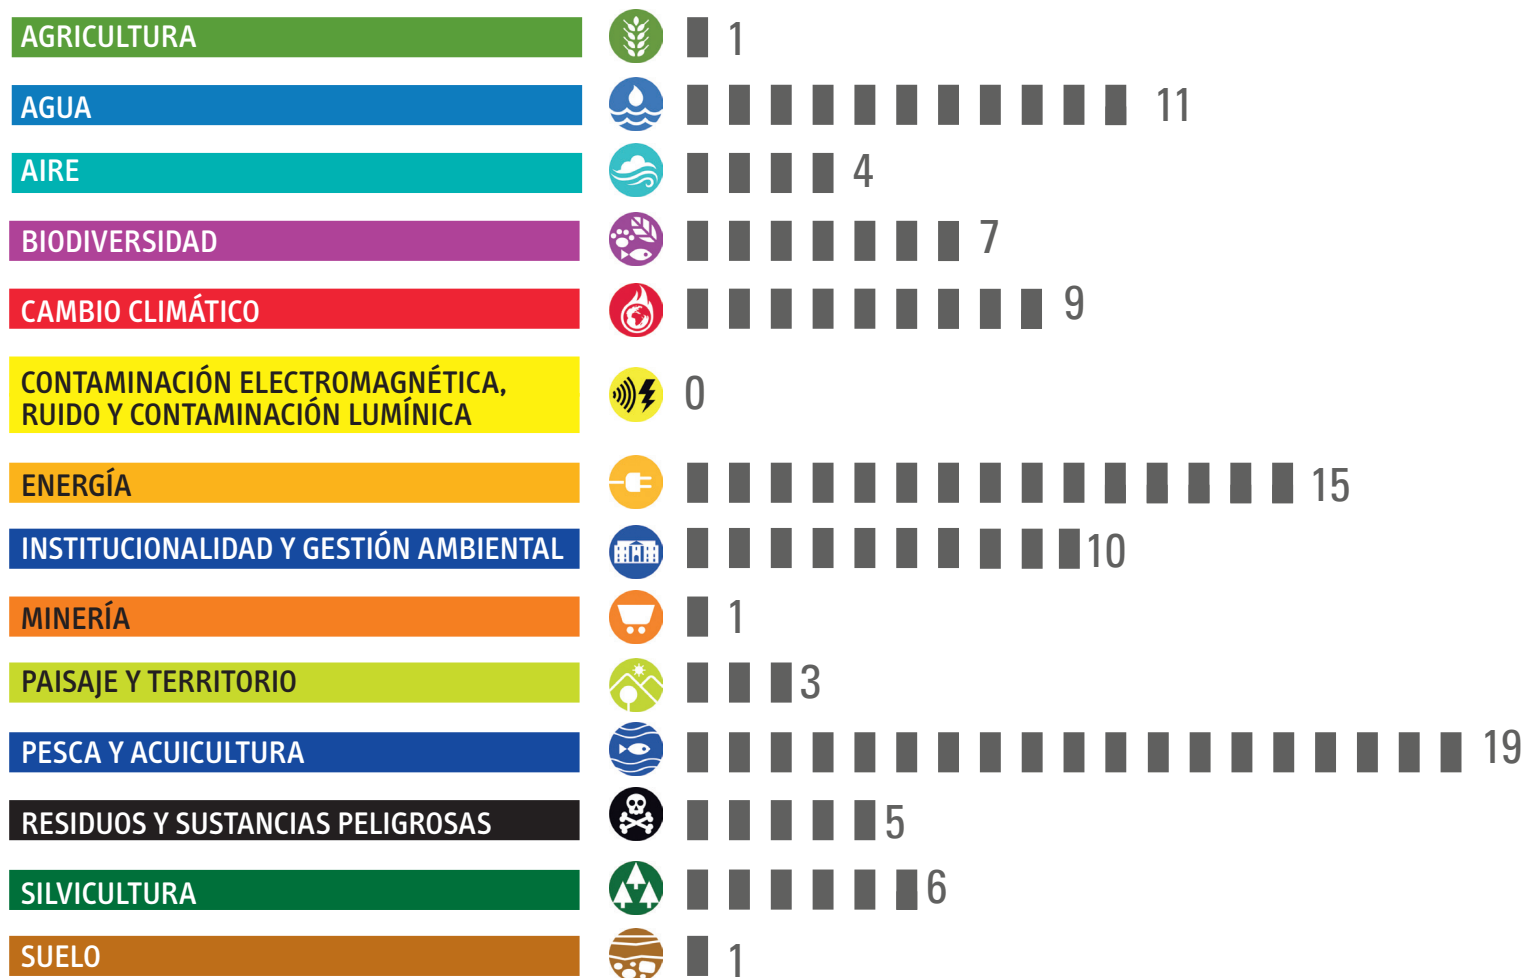 AGRICULTURA 1
AGUA 11
AIRE 4
BIODIVERSIDAD 7
CAMBIO CLIMÁTICO 9
CONTAMINACIÓN ELECTROMAGNÉTICA,
RUIDO Y CONTAMINACIÓN LUMÍNICA 0
ENERGÍA 15
INSTITUCIONALIDAD Y GESTIÓN AMBIENTAL 10
MINERÍA 1
PAISAJE Y TERRITORIO 3
PESCA Y ACUICULTURA 19
RESIDUOS Y SUSTANCIAS PELIGROSAS 5
SILVICULTURA 6
SUELO 1